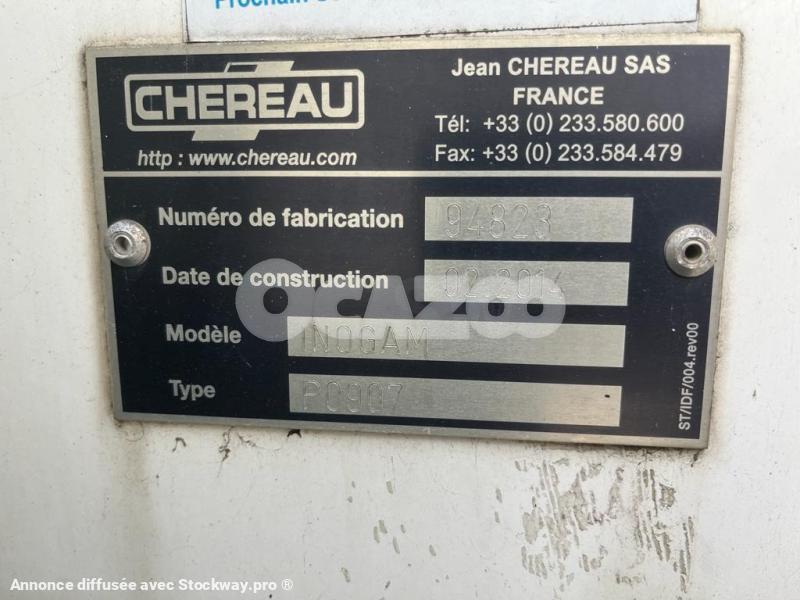 Prochain
CHEREAU
http : www.chereau.com
Jean CHEREAU SAS
FRANCE
Tél: +33 (0) 233.580.600
Fax: +33 (0) 233.584.479
Numéro de fabrication 94823
Date de construction 02.2014
Modèle INOGAM
Type P0907
ST/IDF/004.rev00
OCAZOO
Annonce diffusée avec Stockway.pro ®